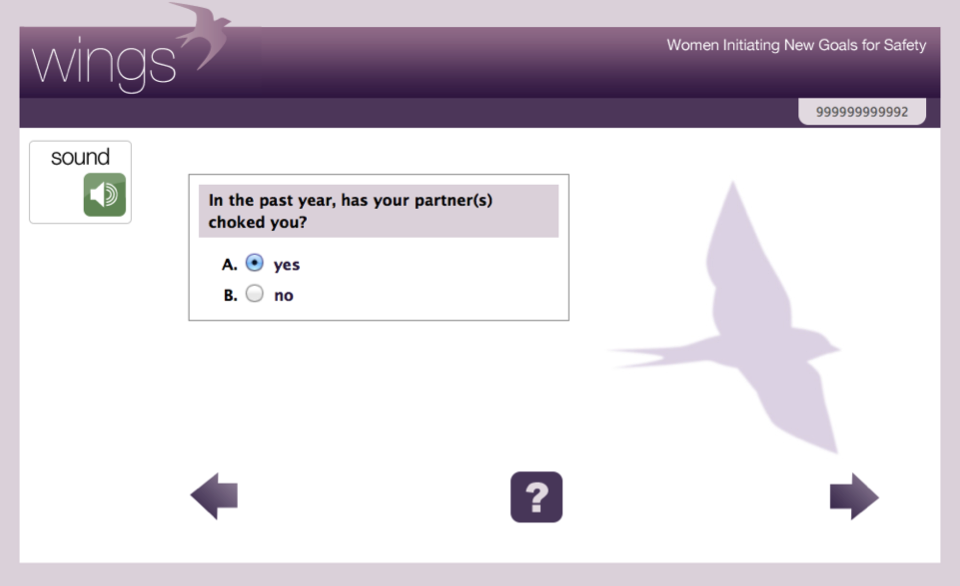 wings
Women Initiating New Goals for Safety
999999999992
sound
In the past year, has your partner(s)
choked you?
A. yes
B. no
?